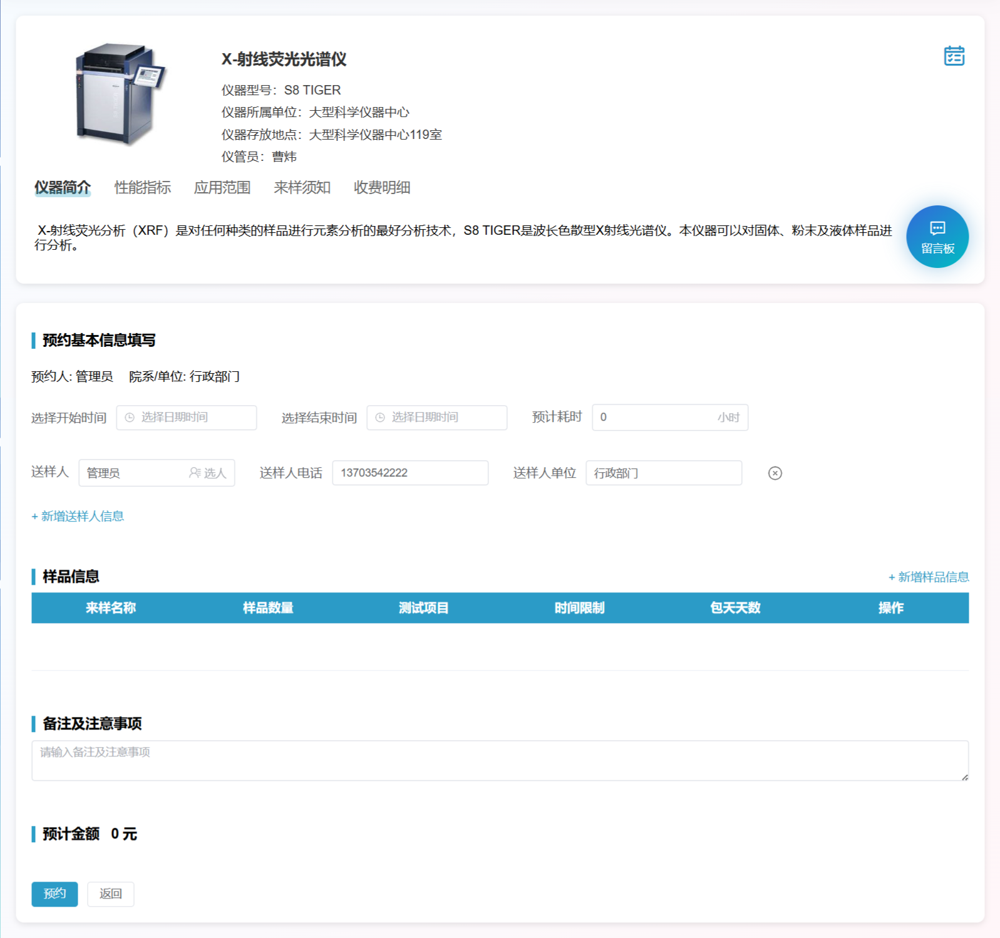 X-射线荧光光谱仪
仪器型号：S8 TIGER
仪器所属单位：大型科学仪器中心
仪器存放地点：大型科学仪器中心119室
仪管员：曹炜
仪器简介 性能指标 应用范围 来样须知 收费明细
X-射线荧光分析（XRF）是对任何种类的样品进行元素分析的最好分析技术，S8 TIGER是波长色散型X射线光谱仪。本仪器可以对固体、粉末及液体样品进
行分析。
留言板
预约基本信息填写
预约人: 管理员 院系/单位: 行政部门
选择开始时间 选择日期时间 选择结束时间 选择日期时间 预计耗时 0 小时
送样人 管理员 选人 送样人电话 13703542222 送样人单位 行政部门
+ 新增送样人信息
样品信息 + 新增样品信息
来样名称 样品数量 测试项目 时间限制 包天天数 操作
备注及注意事项
请输入备注及注意事项
预计金额 0 元
预约 返回